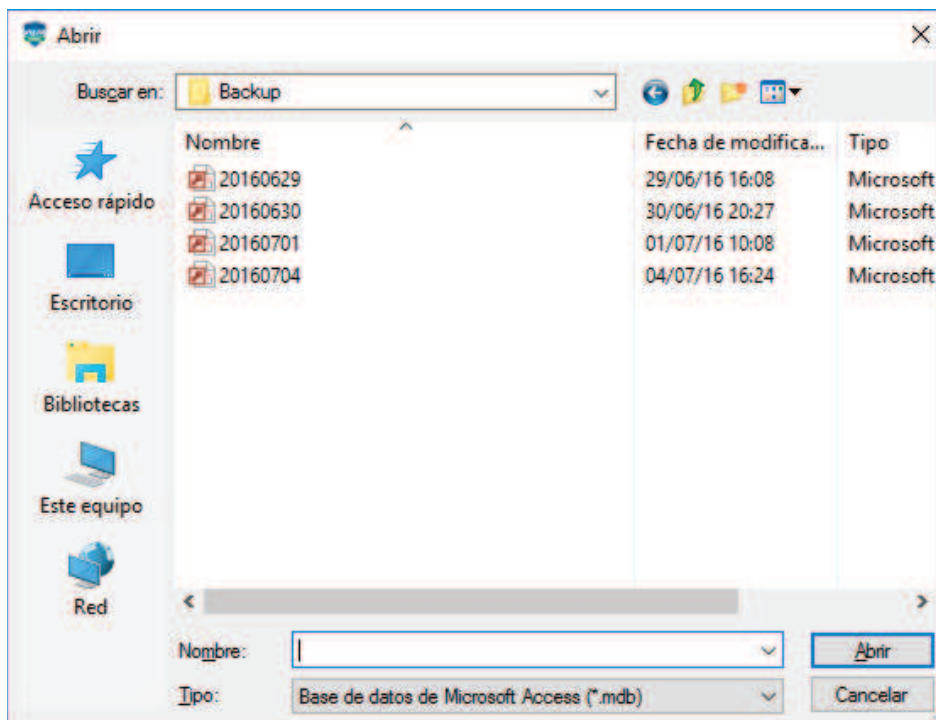 Abrir
Buscar en: Backup
Nombre Fecha de modifica... Tipo
20160629 29/06/16 16:08 Microsoft
20160630 30/06/16 20:27 Microsoft
20160701 01/07/16 10:08 Microsoft
20160704 04/07/16 16:24 Microsoft
Acceso rápido
Escritorio
Bibliotecas
Este equipo
Red
Nombre: Abrir
Tipo: Base de datos de Microsoft Access (*.mdb) Cancelar